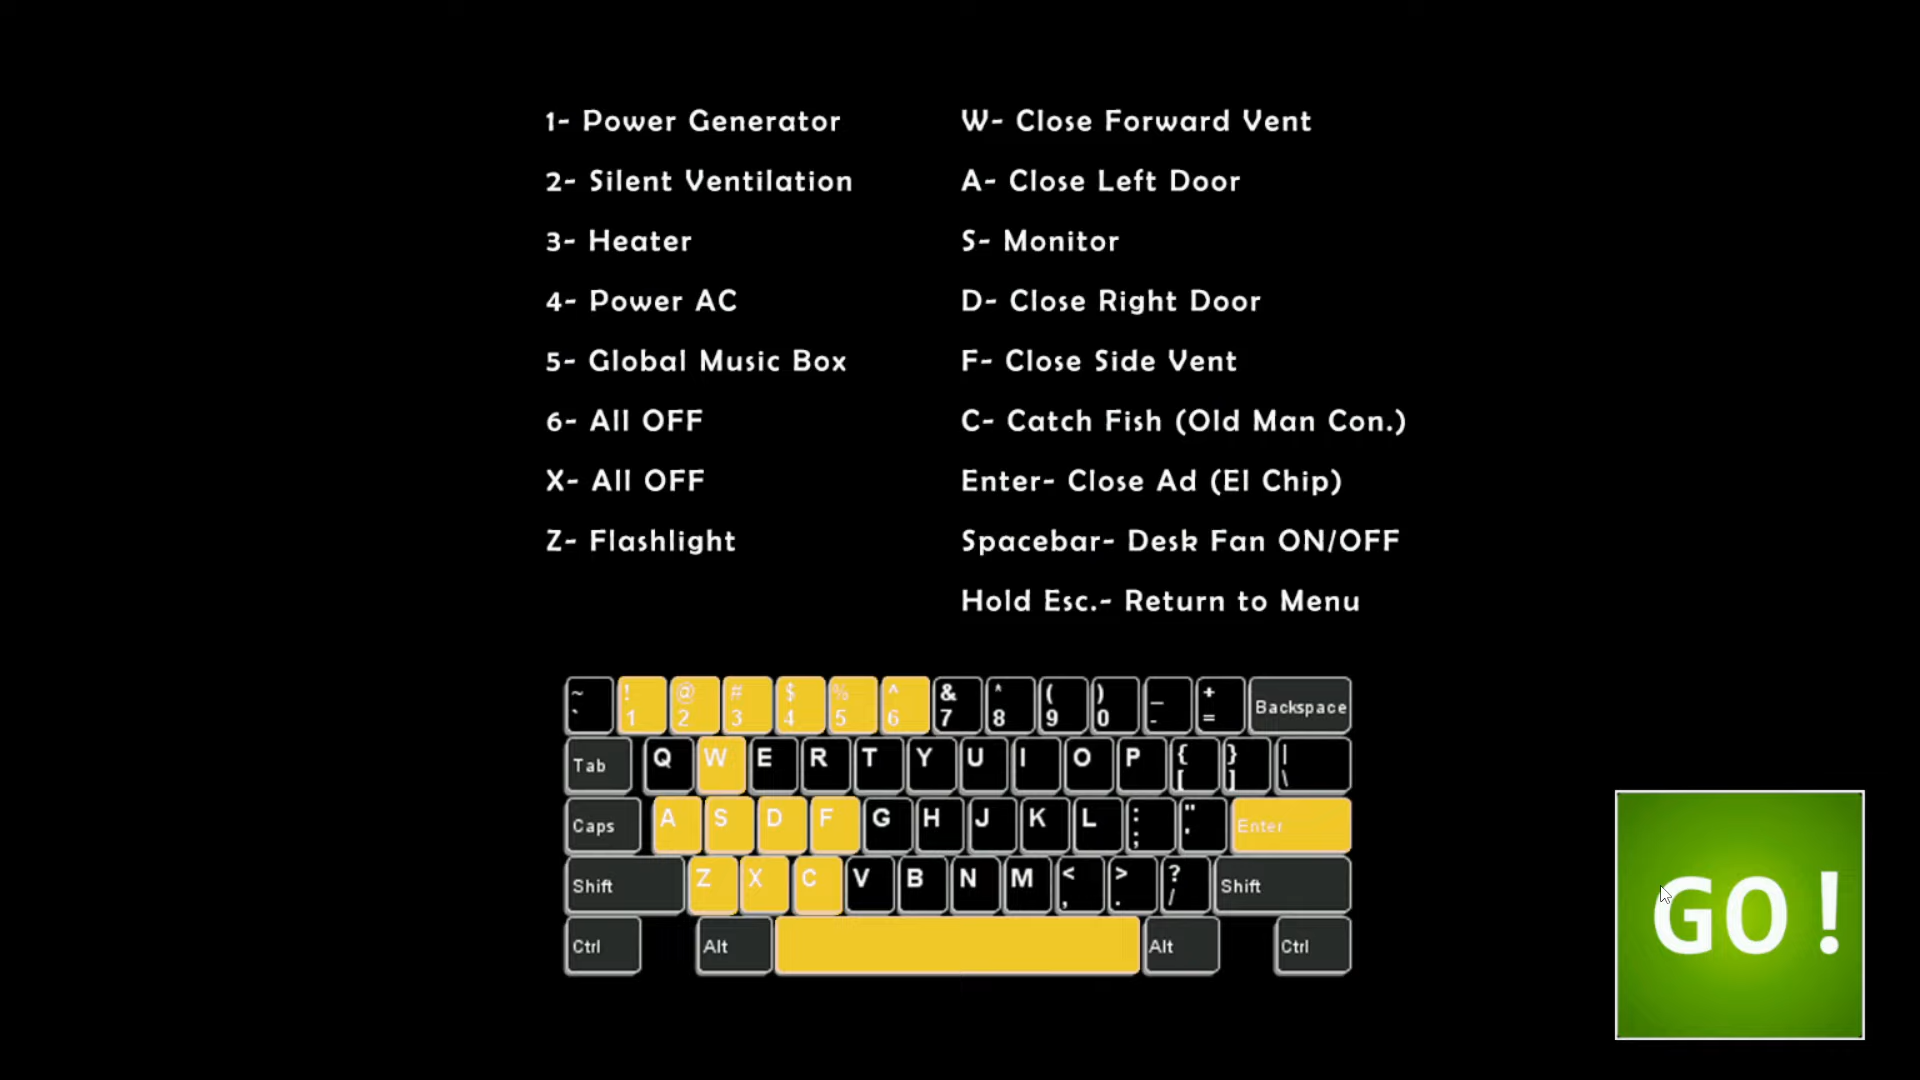 1- Power Generator
2- Silent Ventilation
3- Heater
4- Power AC
5- Global Music Box
6- All OFF
X- All OFF
Z- Flashlight
W- Close Forward Vent
A- Close Left Door
S- Monitor
D- Close Right Door
F- Close Side Vent
C- Catch Fish (Old Man Con.)
Enter- Close Ad (El Chip)
Spacebar- Desk Fan ON/OFF
Hold Esc.- Return to Menu
~ ! @ # $ % ^ & * ( ) _ +
` 1 2 3 4 5 6 7 8 9 0 - = Backspace
Tab Q W E R T Y U I O P { [ } ] | \
Caps A S D F G H J K L : ; " ' Enter
Shift Z X C V B N M < , > . ? / Shift
Ctrl Alt Alt Ctrl
GO!